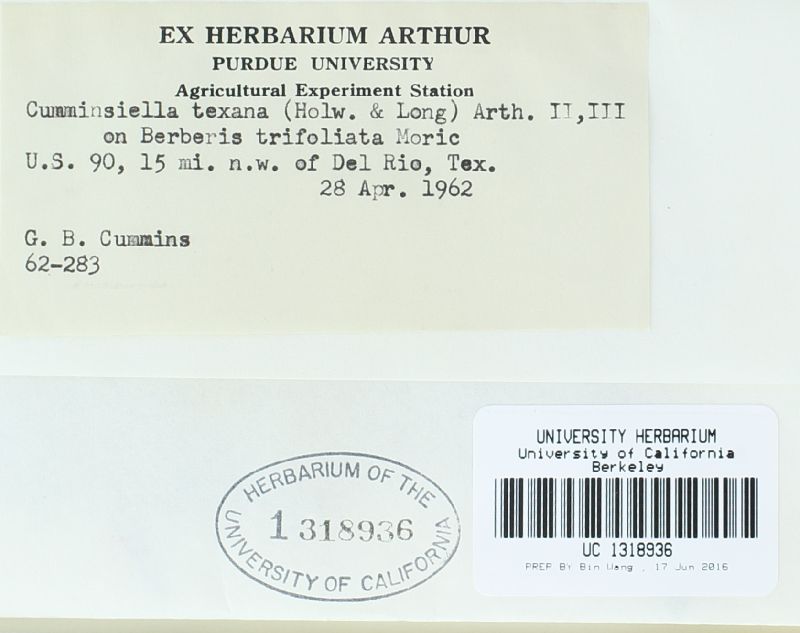 EX HERBARIUM ARTHUR
PURDUE UNIVERSITY
Agricultural Experiment Station
Cumminsiella texana (Holw. & Long) Arth. II,III
on Berberis trifoliata Moric
U.S. 90, 15 mi. n.w. of Del Rio, Tex.
28 Apr. 1962
G. B. Cummins
62-283
HERBARIUM OF THE
1318936
UNIVERSITY OF CALIFORNIA
UNIVERSITY HERBARIUM
University of California
Berkeley
UC 1318936
PREP BY Bin Wang , 17 Jun 2016